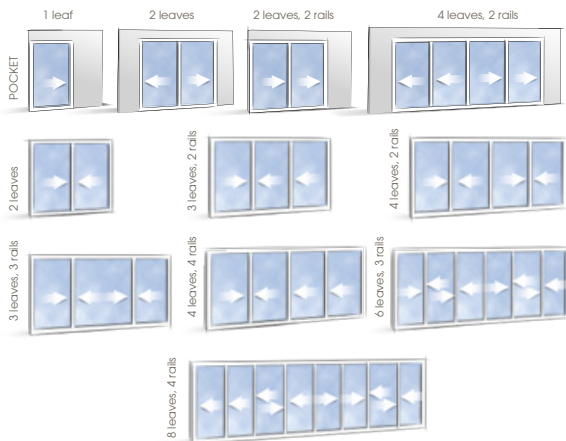 1 leaf
2 leaves
2 leaves, 2 rails
4 leaves, 2 rails
POCKET
2 leaves
3 leaves, 2 rails
4 leaves, 2 rails
3 leaves, 3 rails
4 leaves, 4 rails
6 leaves, 3 rails
8 leaves, 4 rails